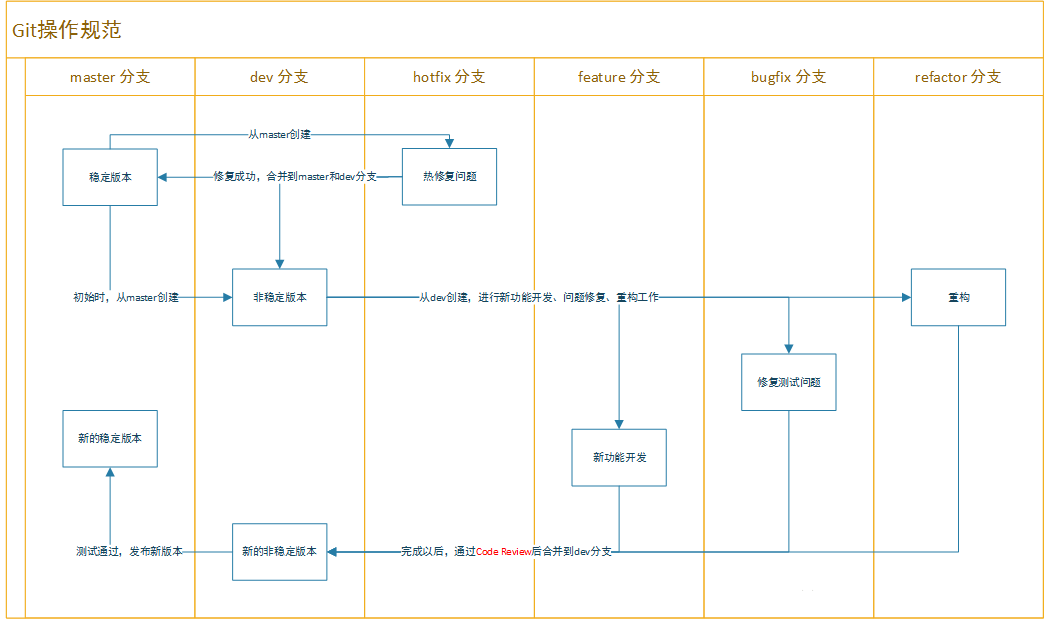 Git操作规范
master 分支
dev 分支
hotfix 分支
feature 分支
bugfix 分支
refactor 分支
从master创建
稳定版本
修复成功，合并到master和dev分支
热修复问题
初始时，从master创建
非稳定版本
从dev创建，进行新功能开发、问题修复、重构工作
重构
修复测试问题
新的稳定版本
新功能开发
测试通过，发布新版本
新的非稳定版本
完成以后，通过Code Review后合并到dev分支